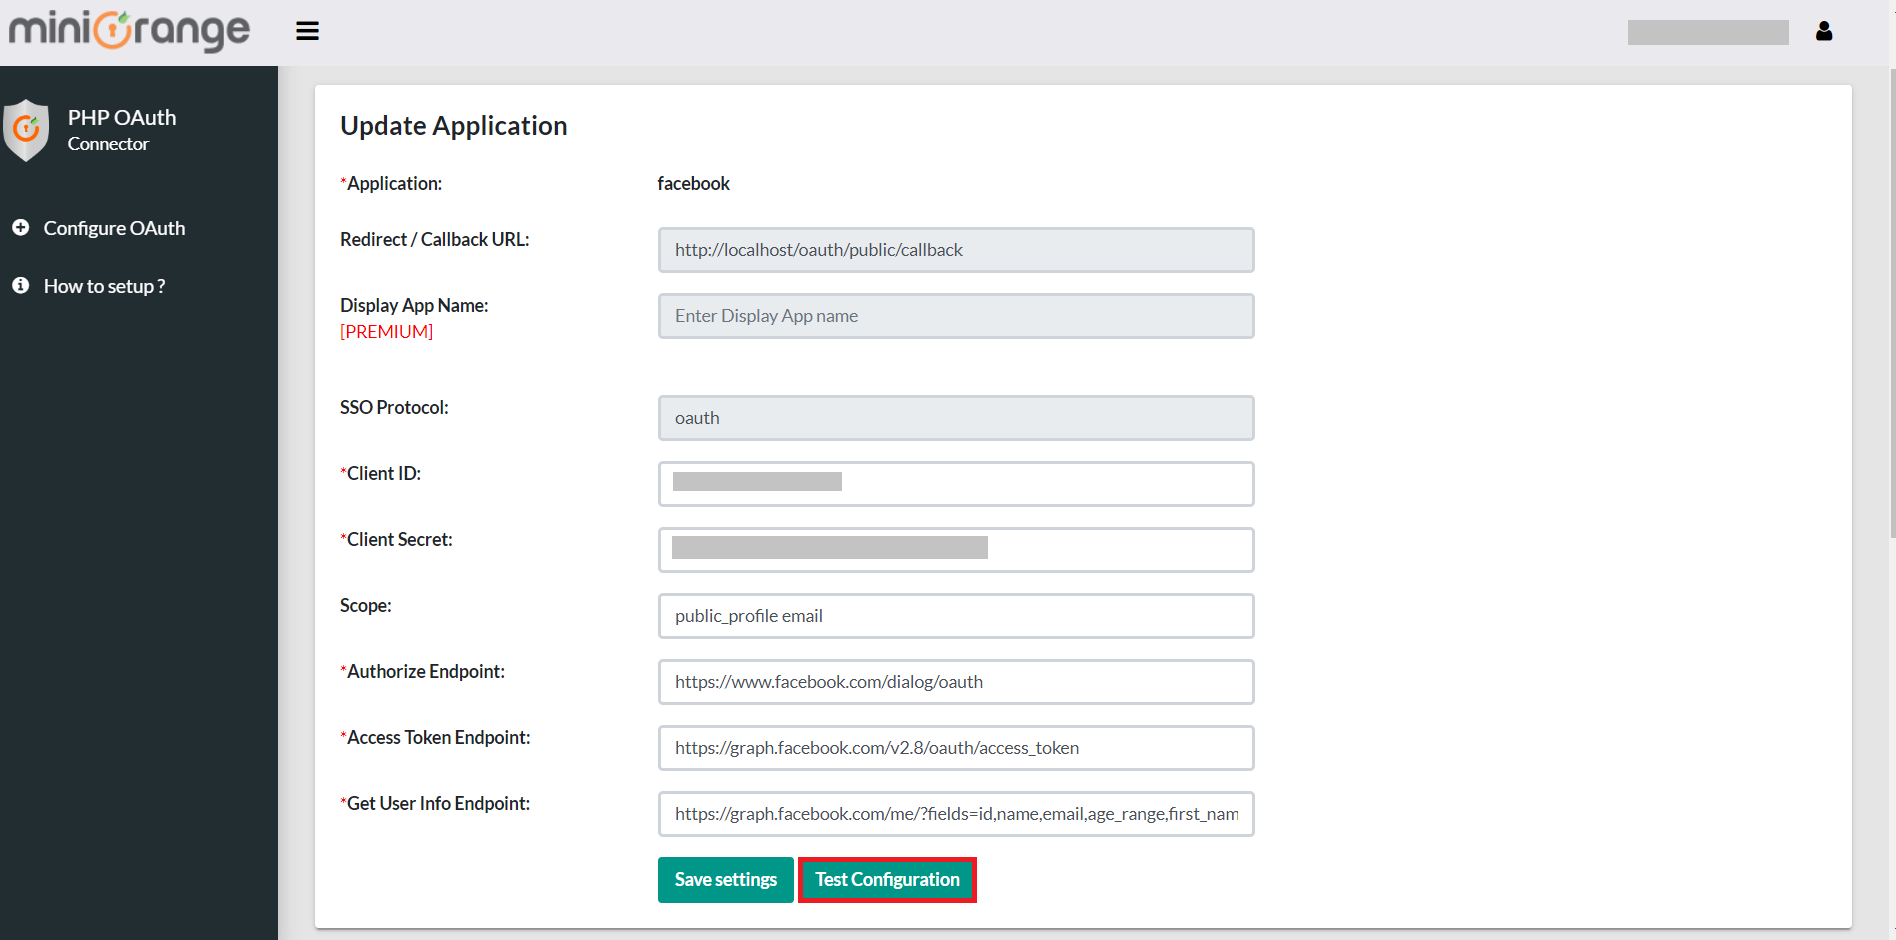 miniOrange
PHP OAuth
Connector
Configure OAuth
How to setup ?
Update Application
*Application: facebook
Redirect / Callback URL: http://localhost/oauth/public/callback
Display App Name: Enter Display App name
[PREMIUM]
SSO Protocol: oauth
*Client ID:
*Client Secret:
Scope: public_profile email
*Authorize Endpoint: https://www.facebook.com/dialog/oauth
*Access Token Endpoint: https://graph.facebook.com/v2.8/oauth/access_token
*Get User Info Endpoint: https://graph.facebook.com/me/?fields=id,name,email,age_range,first_nam
Save settings Test Configuration